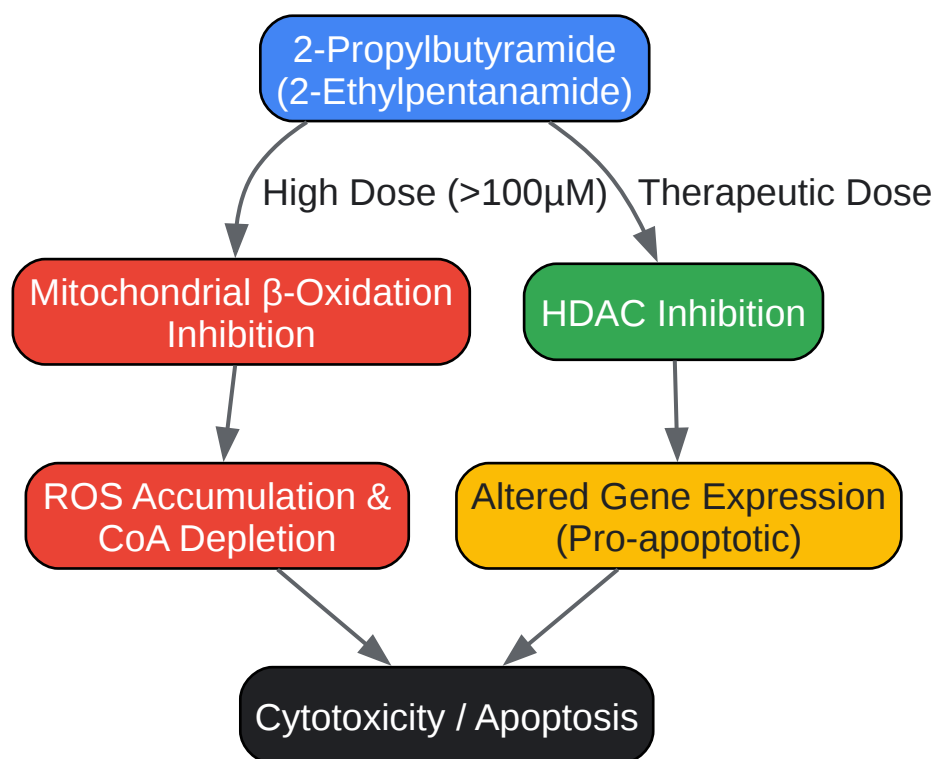 2-Propylbutyramide
(2-Ethylpentanamide)
High Dose (>100µM)
Therapeutic Dose
Mitochondrial β-Oxidation
Inhibition
HDAC Inhibition
ROS Accumulation &
CoA Depletion
Altered Gene Expression
(Pro-apoptotic)
Cytotoxicity / Apoptosis